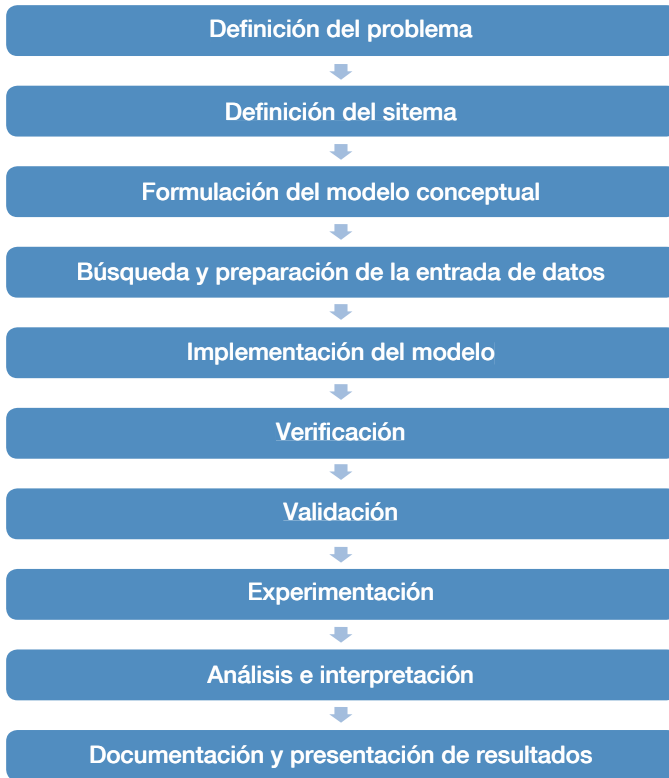 Definición del problema
Definición del sitema
Formulación del modelo conceptual
Búsqueda y preparación de la entrada de datos
Implementación del modelo
Verificación
Validación
Experimentación
Análisis e interpretación
Documentación y presentación de resultados